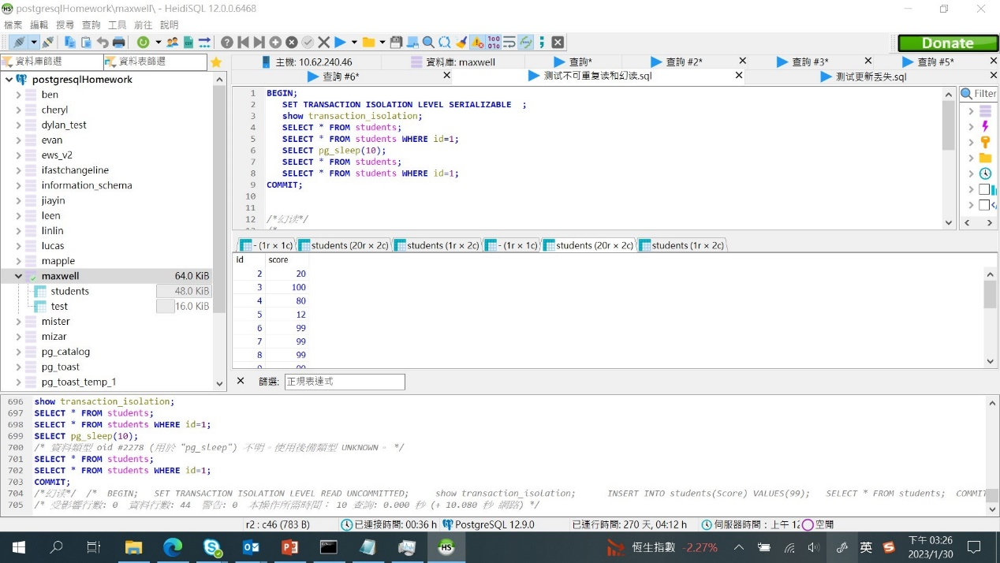 postgresqlHomework\maxwell\ - HeidiSQL 12.0.0.6468
檔案 編輯 搜尋 查詢 工具 前往 說明
Donate
資料庫篩選 資料表篩選
主機: 10.62.240.46 資料庫: maxwell 查詢* 查詢 #2* 查詢 #3* 查詢 #5*
查詢 #6* 测试不可重复读和幻读.sql 测试更新丢失.sql
postgresqlHomework
ben
cheryl
dylan_test
evan
ews_v2
ifastchangeline
information_schema
jiayin
leen
linlin
lucas
mapple
maxwell 64.0 KiB
students 48.0 KiB
test 16.0 KiB
mister
mizar
pg_catalog
pg_toast
pg_toast_temp_1
1 BEGIN;
2 SET TRANSACTION ISOLATION LEVEL SERIALIZABLE ;
3 show transaction_isolation;
4 SELECT * FROM students;
5 SELECT * FROM students WHERE id=1;
6 SELECT pg_sleep(10);
7 SELECT * FROM students;
8 SELECT * FROM students WHERE id=1;
9 COMMIT;
10
11
12 /*幻读*/
Filter
- (1r × 1c) students (20r × 2c) students (1r × 2c) - (1r × 1c) students (20r × 2c) students (1r × 2c)
id score
2 20
3 100
4 80
5 12
6 99
7 99
8 99
9 99
篩選: 正規表達式
696 show transaction_isolation;
697 SELECT * FROM students;
698 SELECT * FROM students WHERE id=1;
699 SELECT pg_sleep(10);
700 /* 資料類型 oid #2278 (用於 "pg_sleep") 不明。使用後備類型 UNKNOWN。 */
701 SELECT * FROM students;
702 SELECT * FROM students WHERE id=1;
703 COMMIT;
704 /*幻读*/ /* BEGIN; SET TRANSACTION ISOLATION LEVEL READ UNCOMMITTED; show transaction_isolation; INSERT INTO students(Score) VALUES(99); SELECT * FROM students; COMMIT
705 /* 受影響行數: 0 資料行數: 44 警告: 0 本操作所需時間： 10 查詢: 0.000 秒 (+ 10.080 秒 網路) */
r2 : c46 (783 B) 已連接時間: 00:36 h PostgreSQL 12.9.0 已運行時間: 270 天, 04:12 h 伺服器時間：上午 12 空閒
恆生指數 -2.27% 英 下午 03:26
2023/1/30